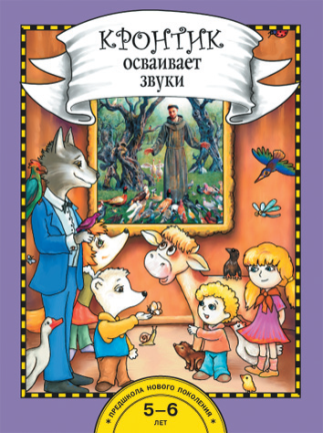 КРОНТИК
осваивает
звуки
ПРЕДШКОЛА НОВОГО ПОКОЛЕНИЯ
5–6
ЛЕТ